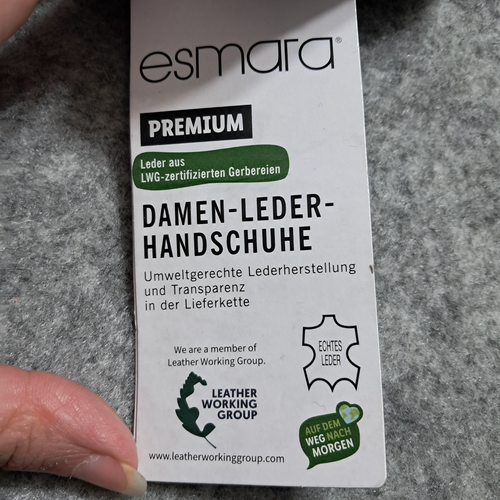 esmara®
PREMIUM
Leder aus
LWG-zertifizierten Gerbereien
DAMEN-LEDER-
HANDSCHUHE
Umweltgerechte Lederherstellung
und Transparenz
in der Lieferkette
We are a member of
Leather Working Group.
LEATHER
WORKING
GROUP
www.leatherworkinggroup.com
ECHTES
LEDER
AUF DEM
WEG NACH
MORGEN